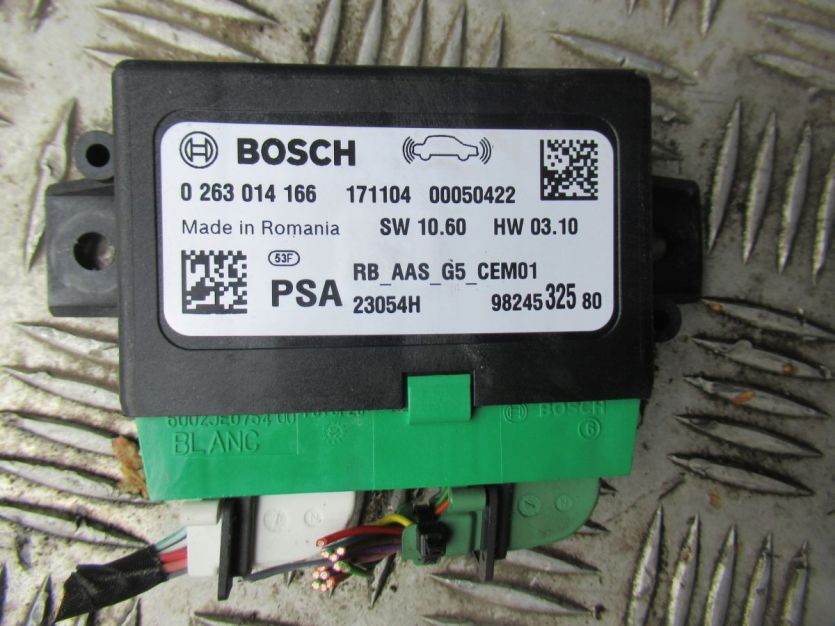 BOSCH
0 263 014 166 171104 00050422
Made in Romania SW 10.60 HW 03.10
53F
RB_AAS_G5_CEM01
PSA 23054H 98245 325 80
BOSCH
BLANC
6